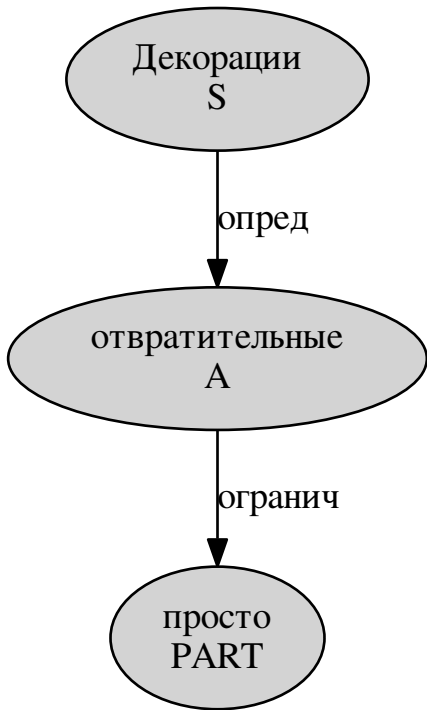 Декорации
S
опред
отвратительные
A
огранич
просто
PART